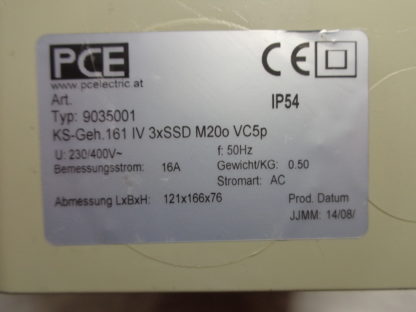 PCE
www.pcelectric.at
CE
Art.
IP54
Typ: 9035001
KS-Geh.161 IV 3xSSD M20o VC5p
U: 230/400V~ f: 50Hz
Bemessungsstrom: 16A Gewicht/KG: 0.50
Stromart: AC
Abmessung LxBxH: 121x166x76 Prod. Datum
JJMM: 14/08/